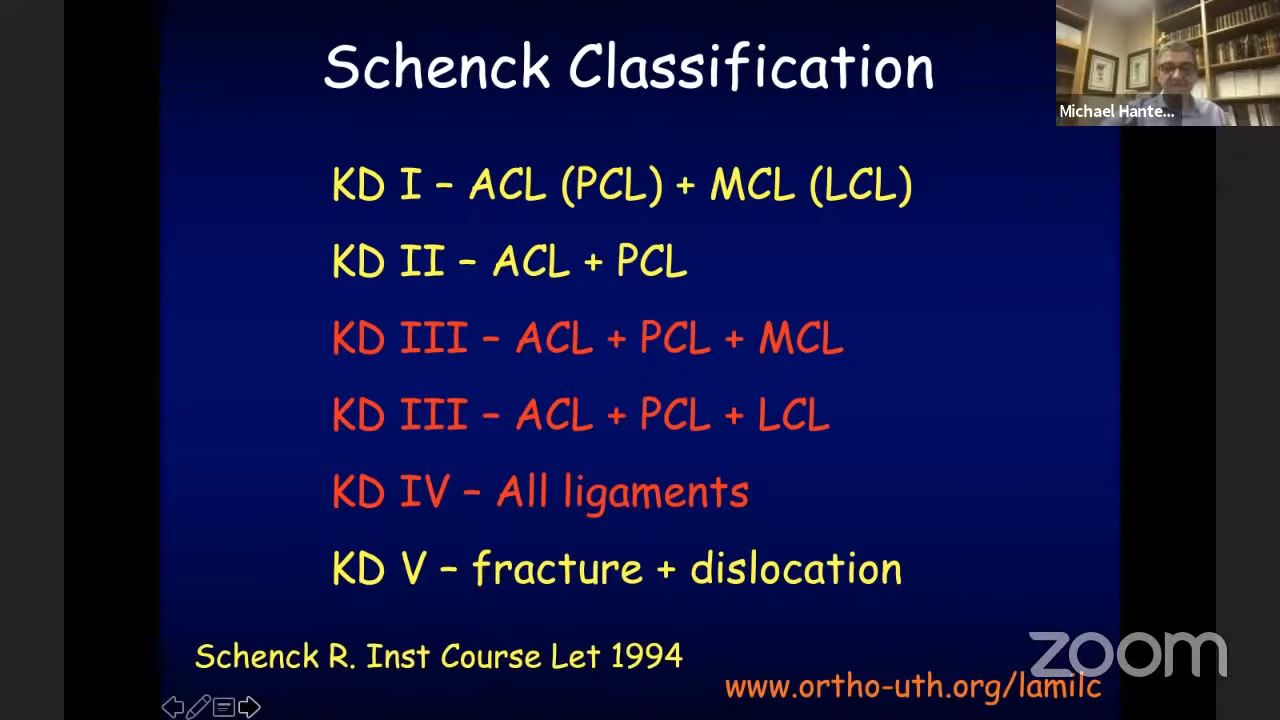 Schenck Classification
Michael Hante...
KD I – ACL (PCL) + MCL (LCL)
KD II – ACL + PCL
KD III – ACL + PCL + MCL
KD III – ACL + PCL + LCL
KD IV – All ligaments
KD V – fracture + dislocation
Schenck R. Inst Course Let 1994
zoom
www.ortho-uth.org/lamilc